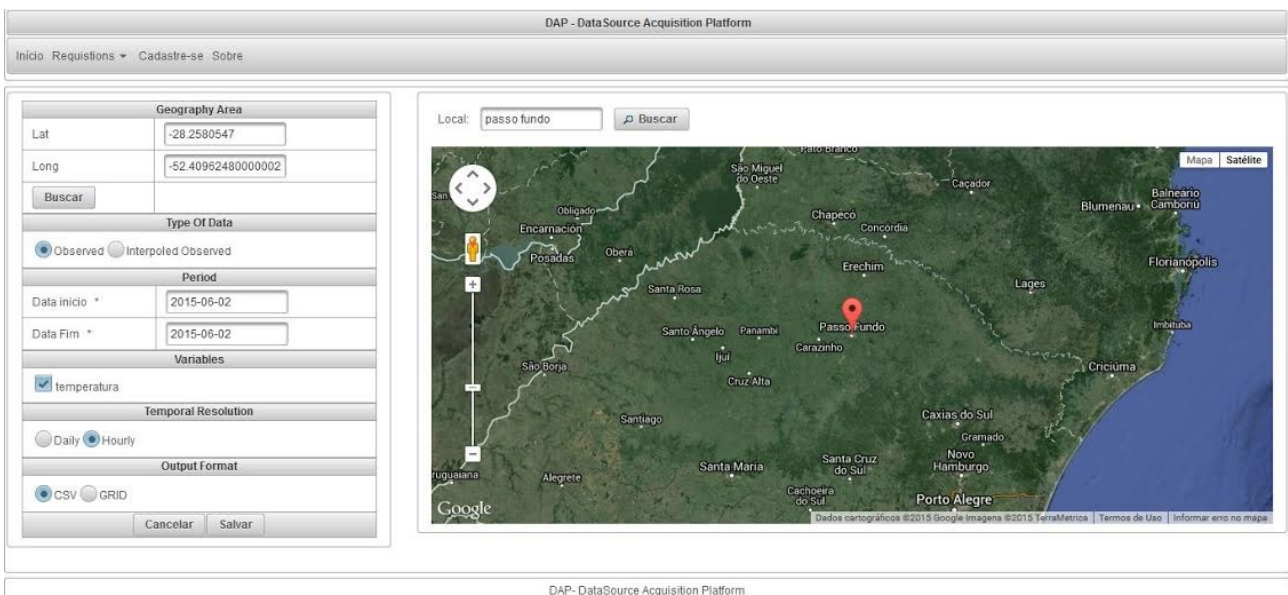 DAP - DataSource Acquisition Platform
Início Requistions Cadastre-se Sobre
Geography Area
Lat -28.2580547
Long -52.40962480000002
Buscar
Type Of Data
Observed Interpoled Observed
Period
Data inicio * 2015-06-02
Data Fim * 2015-06-02
Variables
temperatura
Temporal Resolution
Daily Hourly
Output Format
CSV GRID
Cancelar Salvar
Local: passo fundo Buscar
Mapa Satélite
Pato Branco
São Miguel
do Oeste
San
Caçador
Balneário
Camboriú
Blumenau
Obligado
Chapecó
Encarnación
Concórdia
Posadas
Oberá
Erechim
Florianópolis
Lages
Santa Rosa
Imbituba
Santo Ângelo
Panambi
Passo Fundo
Carazinho
Ijuí
São Borja
Criciúma
Cruz Alta
Santiago
Caxias do Sul
Gramado
Novo
Hamburgo
Santa Maria
Santa Cruz
do Sul
ruguaiana
Alegrete
Cachoeira
do Sul
Porto Alegre
Google
Dados cartográficos ©2015 Google Imagens ©2015 TerraMetrics Termos de Uso Informar erro no mapa
DAP- DataSource Acquisition Platform